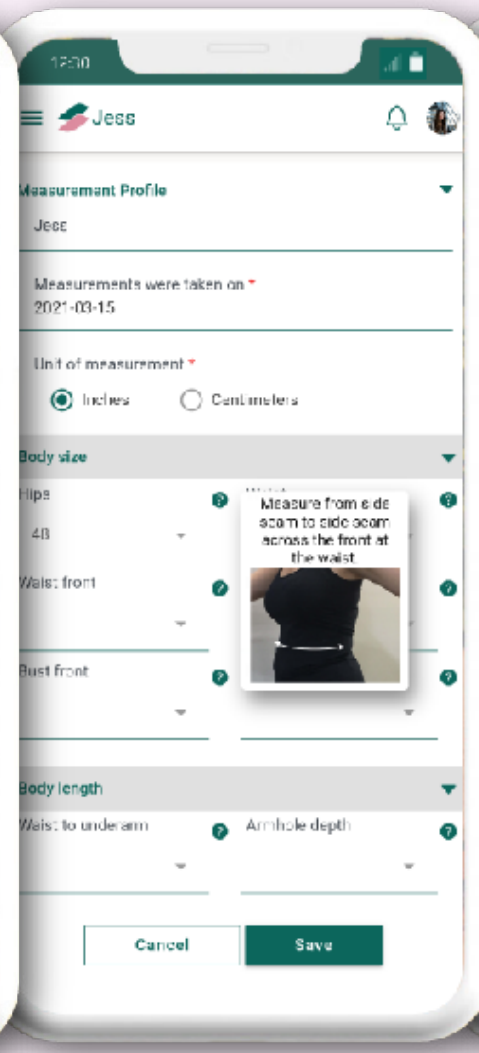 12:30
Jess
Measurement Profile
Jess
Measurements were taken on *
2021-03-15
Unit of measurement *
Inches
Centimeters
Body size
Hips
?
?
48
Measure from side
seam to side seam
across the front at
the waist.
Waist front
?
?
Bust front
?
?
Body length
Waist to underarm
?
Armhole depth
?
Cancel
Save